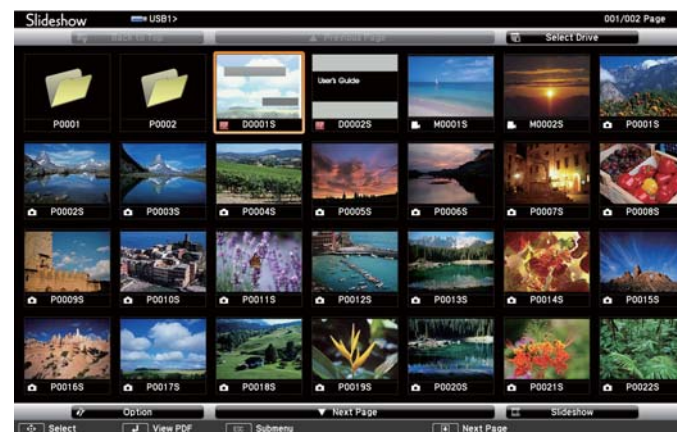 Slideshow USB1> 001/002 Page
Back to Top Previous Page Select Drive
User's Guide
P0001 P0002 D0001S D0002S M0001S M0002S P0001S
P0002S P0003S P0004S P0005S P0006S P0007S P0008S
P0009S P0010S P0011S P0012S P0013S P0014S P0015S
P0016S P0017S P0018S P0019S P0020S P0021S P0022S
Option Next Page Slideshow
Select View PDF Esc Submenu Next Page